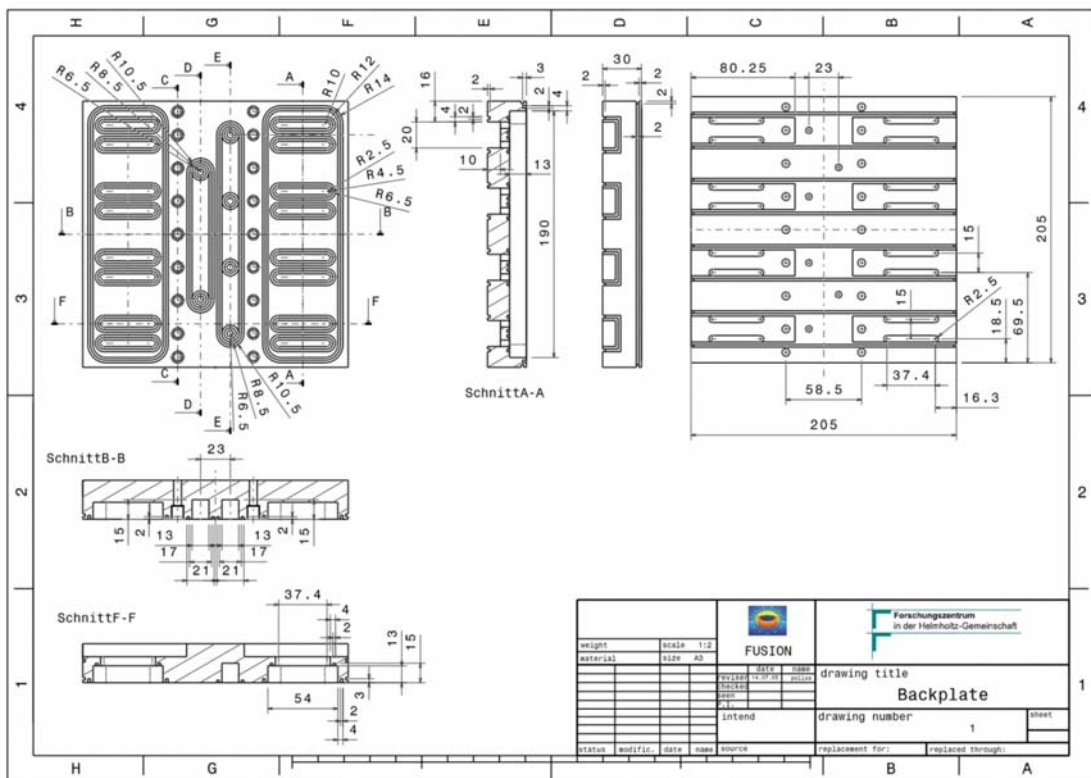 H
G
F
E
D
C
B
A
4
3
2
1
R10.5
R8.5
R6.5
C
D
E
A
R10
R12
R14
R2.5
R4.5
R6.5
B
B
F
F
C
D
E
A
R6.5
R8.5
R10.5
16
2
3
2
4
4
2
20
10
13
190
SchnittA-A
30
2
2
2
80.25
23
2
205
15
15
R2.5
18.5
69.5
37.4
58.5
16.3
205
SchnittB-B
23
15
2
13
13
2
15
17
17
21
21
SchnittF-F
37.4
4
2
13
15
54
3
2
4
weight
scale 1:2
material
size A3
FUSION
Forschungszentrum
in der Helmholtz-Gemeinschaft
date
name
drawing title
Backplate
checked
seen
intend
drawing number
1
sheet
status
modific.
date
name
source
replacement for:
replaced through:
4
3
2
1
H
G
B
A